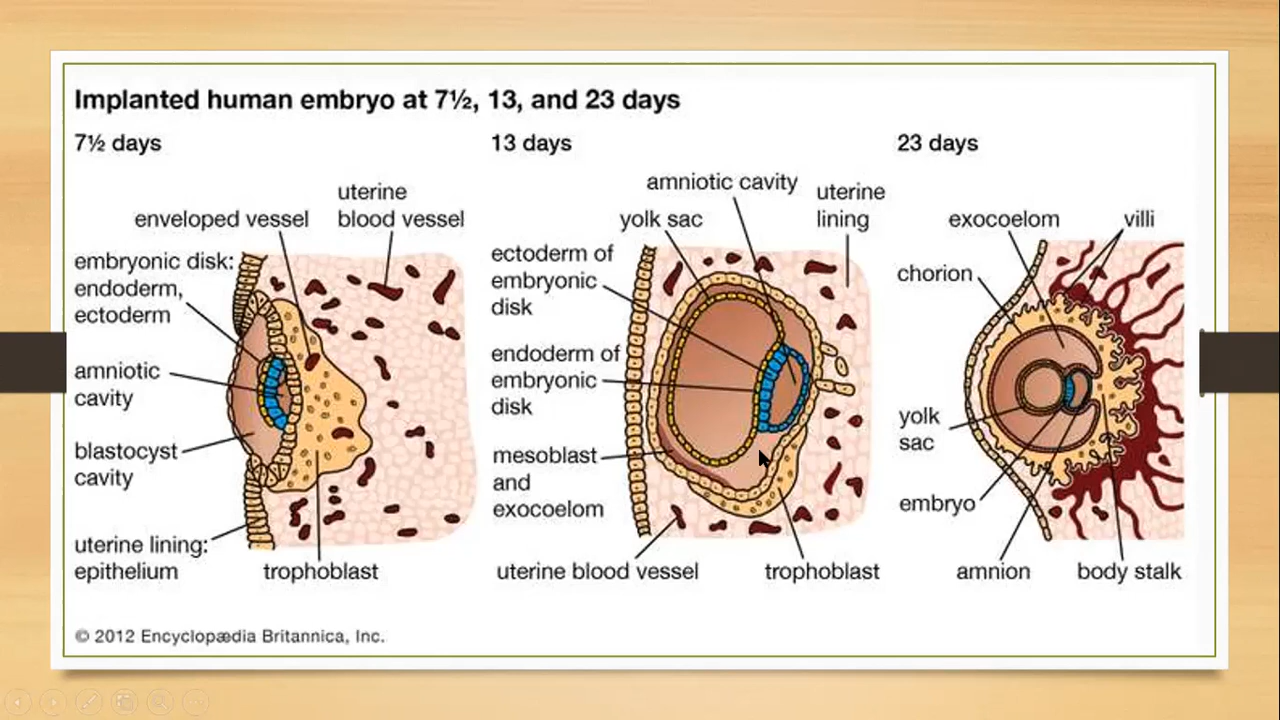 Implanted human embryo at 7½, 13, and 23 days
7½ days
uterine
blood vessel
enveloped vessel
embryonic disk:
endoderm,
ectoderm
amniotic
cavity
blastocyst
cavity
uterine lining:
epithelium
trophoblast
13 days
amniotic cavity
uterine
lining
yolk sac
ectoderm of
embryonic
disk
endoderm of
embryonic
disk
mesoblast
and
exocoelom
uterine blood vessel
trophoblast
23 days
exocoelom
villi
chorion
yolk
sac
embryo
amnion
body stalk
© 2012 Encyclopædia Britannica, Inc.